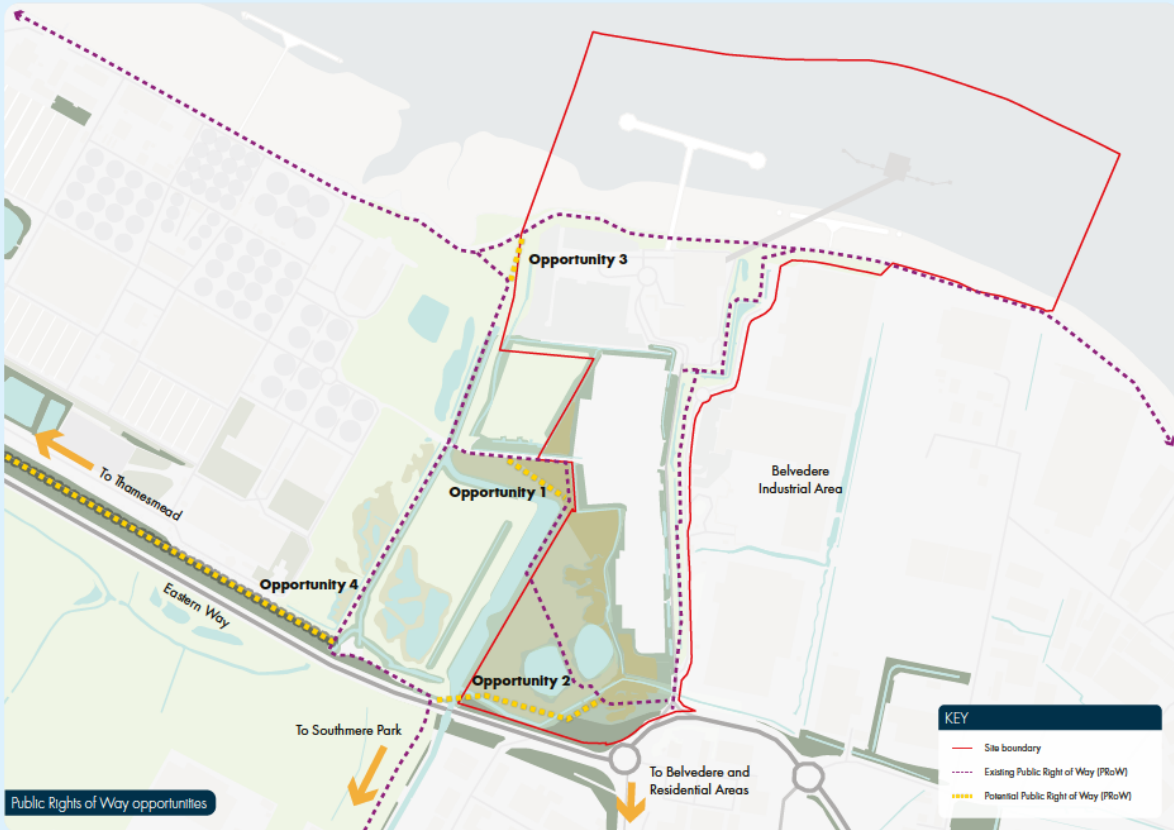 Opportunity 3
Belvedere
Industrial Area
To Thamesmead
Opportunity 1
Opportunity 4
Eastern Way
Opportunity 2
To Southmere Park
To Belvedere and
Residential Areas
KEY
Site boundary
Existing Public Right of Way (PRoW)
Potential Public Right of Way (PRoW)
Public Rights of Way opportunities